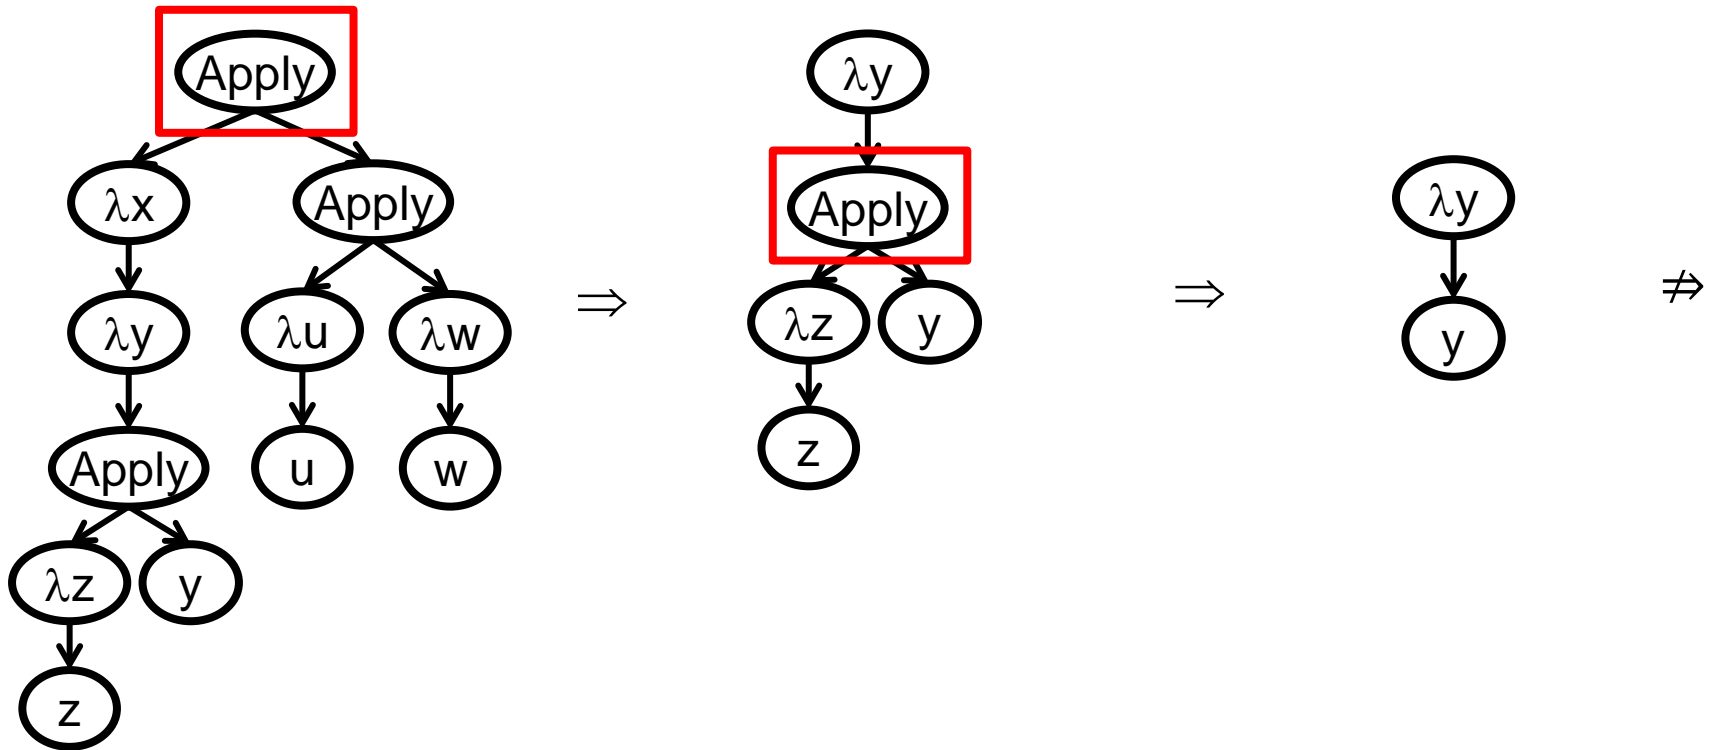 Apply
λx Apply
λy λu λw
Apply u w
λz y
z
⇒
λy
Apply
λz y
z
⇒
λy
y
⇏